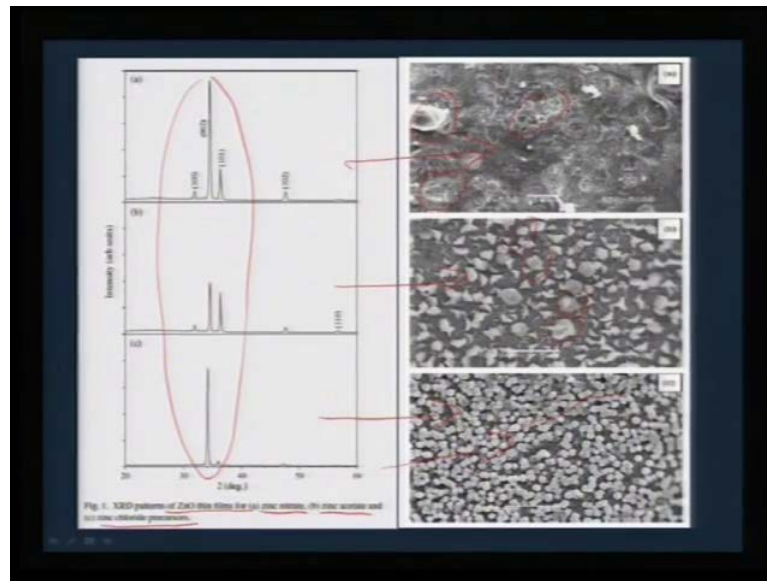 (a)
(100)
(002)
(101)
(102)
(b)
(110)
(c)
Intensity (arb units)
20 30 40 50 60
2 (deg.)
Fig. 1. XRD patterns of ZnO thin films for (a) zinc nitrate, (b) zinc acetate and
(c) zinc chloride precursors.